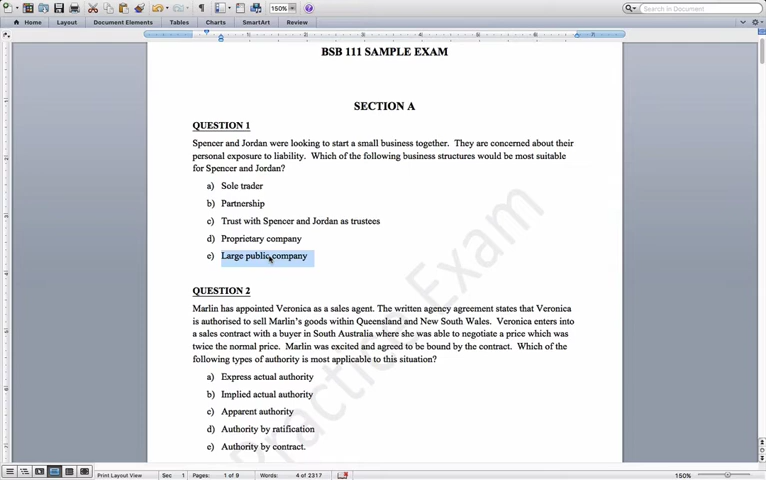 150%
Search in Document
Home Layout Document Elements Tables Charts SmartArt Review
BSB 111 SAMPLE EXAM
SECTION A
QUESTION 1
Spencer and Jordan were looking to start a small business together. They are concerned about their
personal exposure to liability. Which of the following business structures would be most suitable
for Spencer and Jordan?
a) Sole trader
b) Partnership
c) Trust with Spencer and Jordan as trustees
d) Proprietary company
e) Large public company
QUESTION 2
Marlin has appointed Veronica as a sales agent. The written agency agreement states that Veronica
is authorised to sell Marlin's goods within Queensland and New South Wales. Veronica enters into
a sales contract with a buyer in South Australia where she was able to negotiate a price which was
twice the normal price. Marlin was excited and agreed to be bound by the contract. Which of the
following types of authority is most applicable to this situation?
a) Express actual authority
b) Implied actual authority
c) Apparent authority
d) Authority by ratification
e) Authority by contract.
Practice Exam
Print Layout View Sec 1 Pages: 1 of 9 Words: 4 of 2317 150%